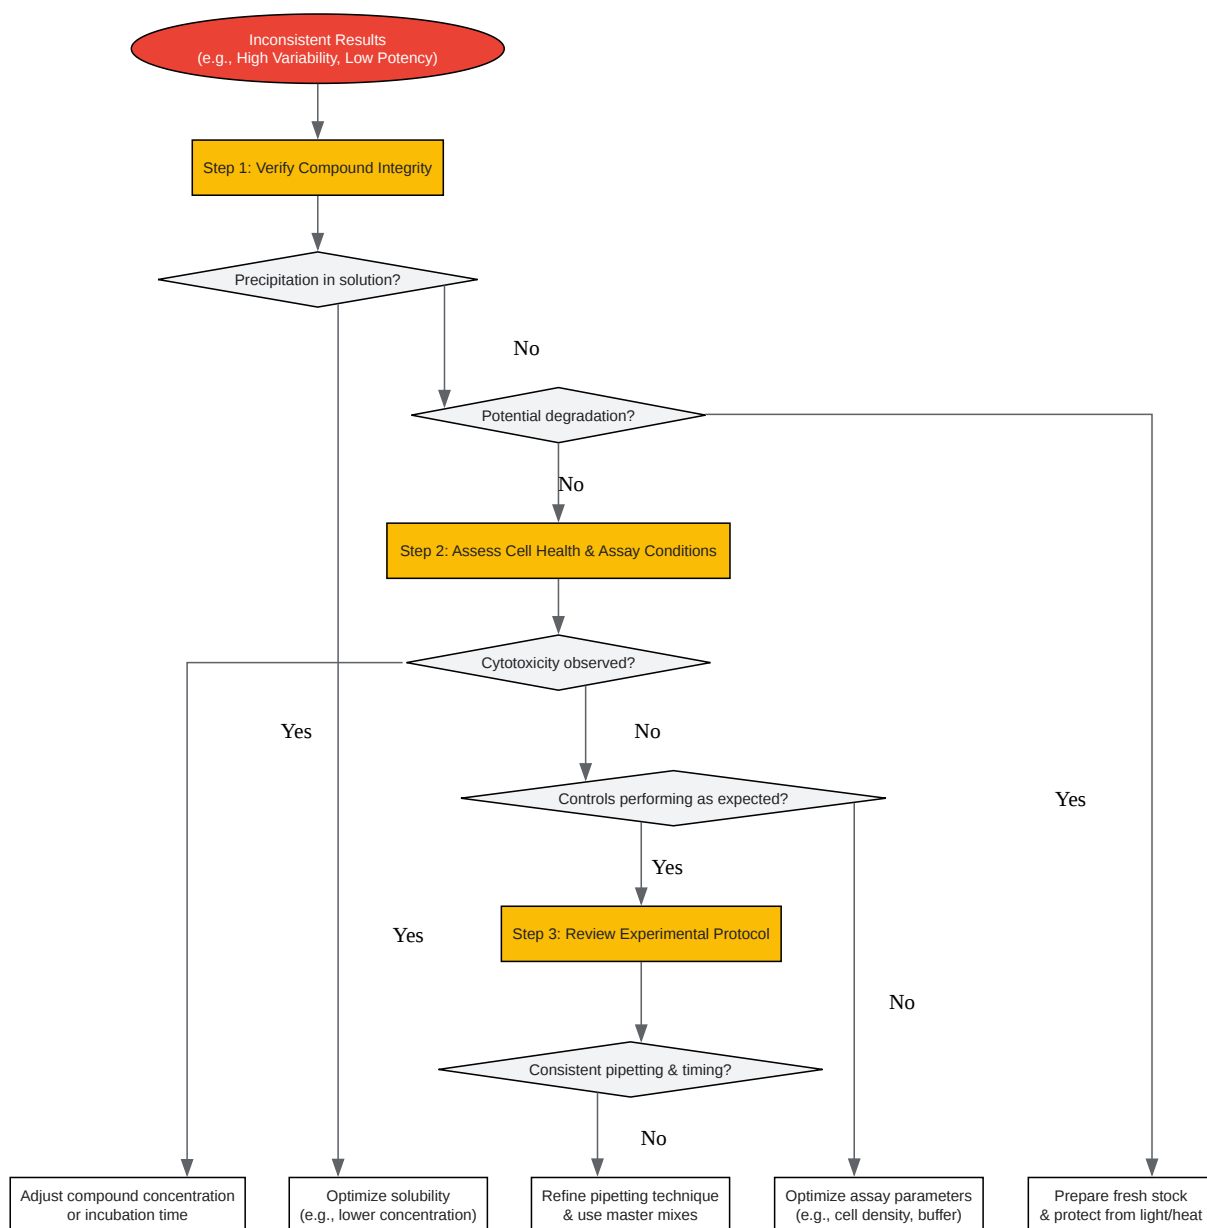 Inconsistent Results
(e.g., High Variability, Low Potency)
Step 1: Verify Compound Integrity
Precipitation in solution?
No
Potential degradation?
No
Step 2: Assess Cell Health & Assay Conditions
Cytotoxicity observed?
Yes
No
Controls performing as expected?
Yes
Yes
Yes
Step 3: Review Experimental Protocol
No
Consistent pipetting & timing?
No
Adjust compound concentration
or incubation time
Optimize solubility
(e.g., lower concentration)
Refine pipetting technique
& use master mixes
Optimize assay parameters
(e.g., cell density, buffer)
Prepare fresh stock
& protect from light/heat